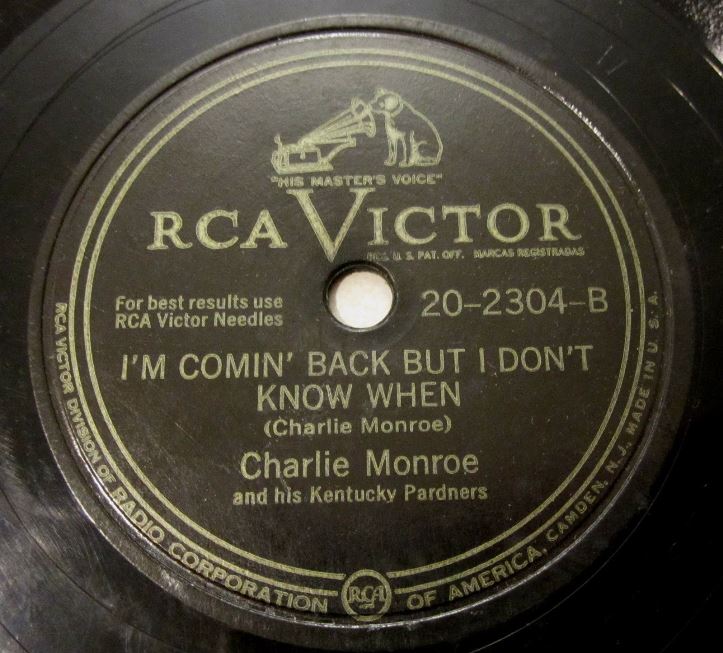 "HIS MASTER'S VOICE"
RCA VICTOR
REG. U. S. PAT. OFF. MARCAS REGISTRADAS
For best results use
RCA Victor Needles
20-2304-B
I'M COMIN' BACK BUT I DON'T
KNOW WHEN
(Charlie Monroe)
Charlie Monroe
and his Kentucky Pardners
RCA VICTOR DIVISION OF RADIO CORPORATION OF AMERICA, CAMDEN, N. J. MADE IN U. S. A.
RCA